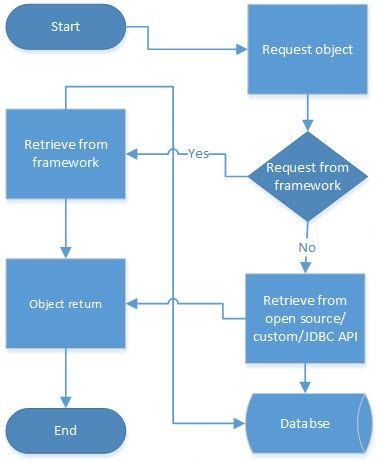 Start
Request object
Retrieve from
framework
Yes
Request from
framework
No
Object return
Retrieve from
open source/
custom/JDBC API
End
Databse